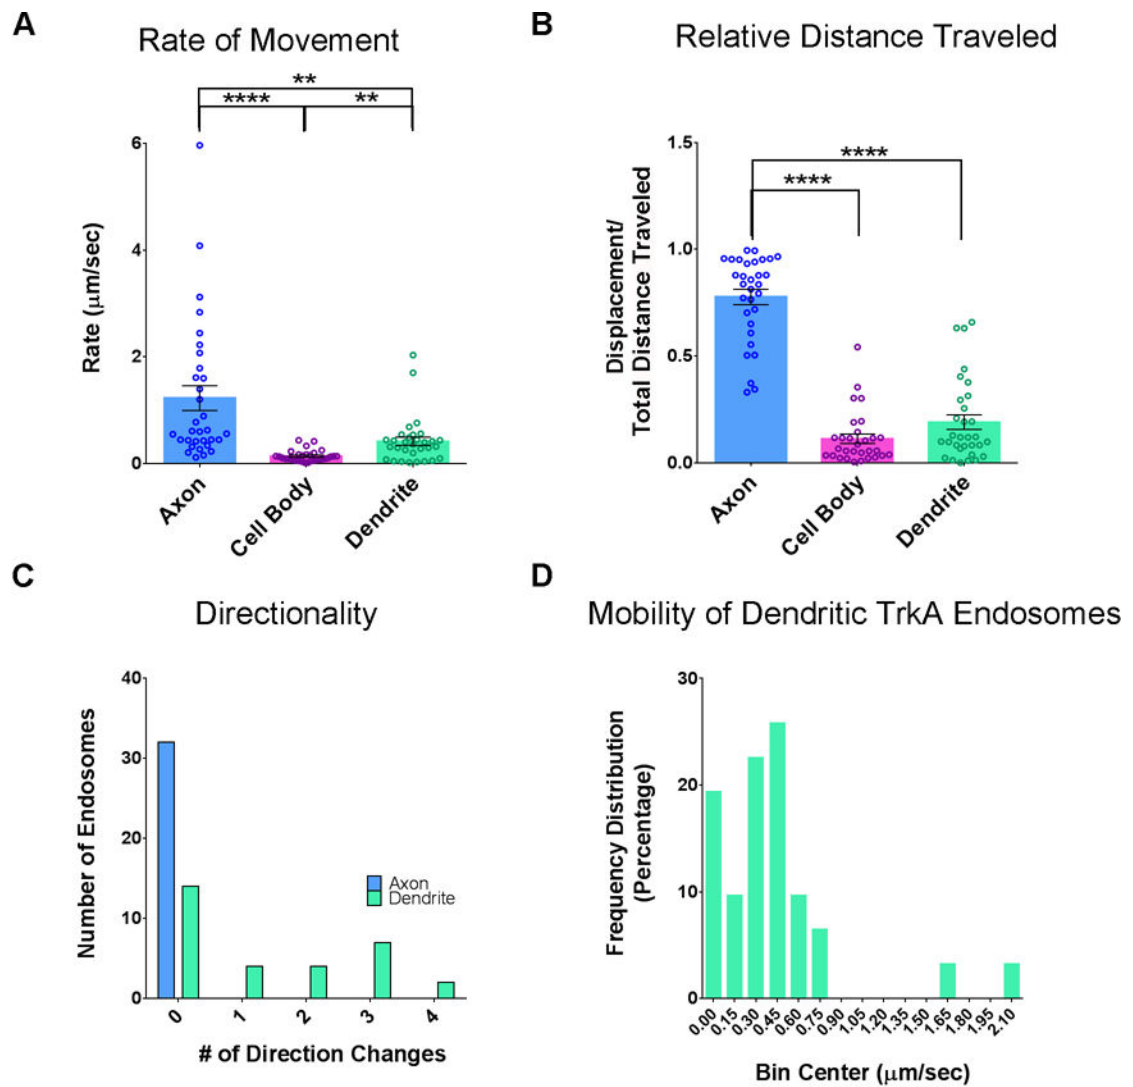 A
Rate of Movement
**
****
**
6
4
2
0
Rate (μm/sec)
Axon
Cell Body
Dendrite
B
Relative Distance Traveled
****
****
1.5
1.0
0.5
0.0
Displacement/
Total Distance Traveled
Axon
Cell Body
Dendrite
C
Directionality
40
30
20
10
0
Number of Endosomes
Axon
Dendrite
0
1
2
3
4
# of Direction Changes
D
Mobility of Dendritic TrkA Endosomes
30
20
10
0
Frequency Distribution
(Percentage)
0.00
0.15
0.30
0.45
0.60
0.75
0.90
1.05
1.20
1.35
1.50
1.65
1.80
1.95
2.10
Bin Center (μm/sec)